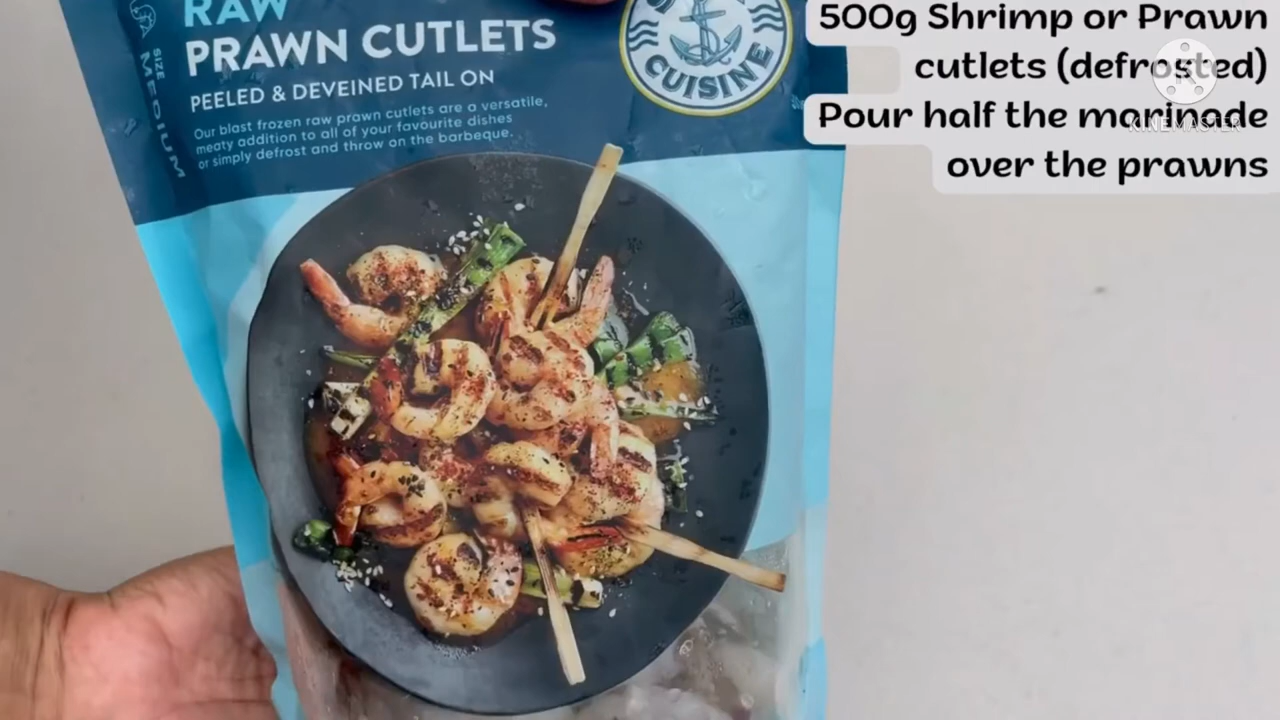 RAW
PRAWN CUTLETS
PEELED & DEVEINED TAIL ON
Our blast frozen raw prawn cutlets are a versatile,
meaty addition to all of your favourite dishes
or simply defrost and throw on the barbeque.
SIZE
MEDIUM
CUISINE
500g Shrimp or Prawn
cutlets (defrosted)
Pour half the marinade
over the prawns
KINEMASTER